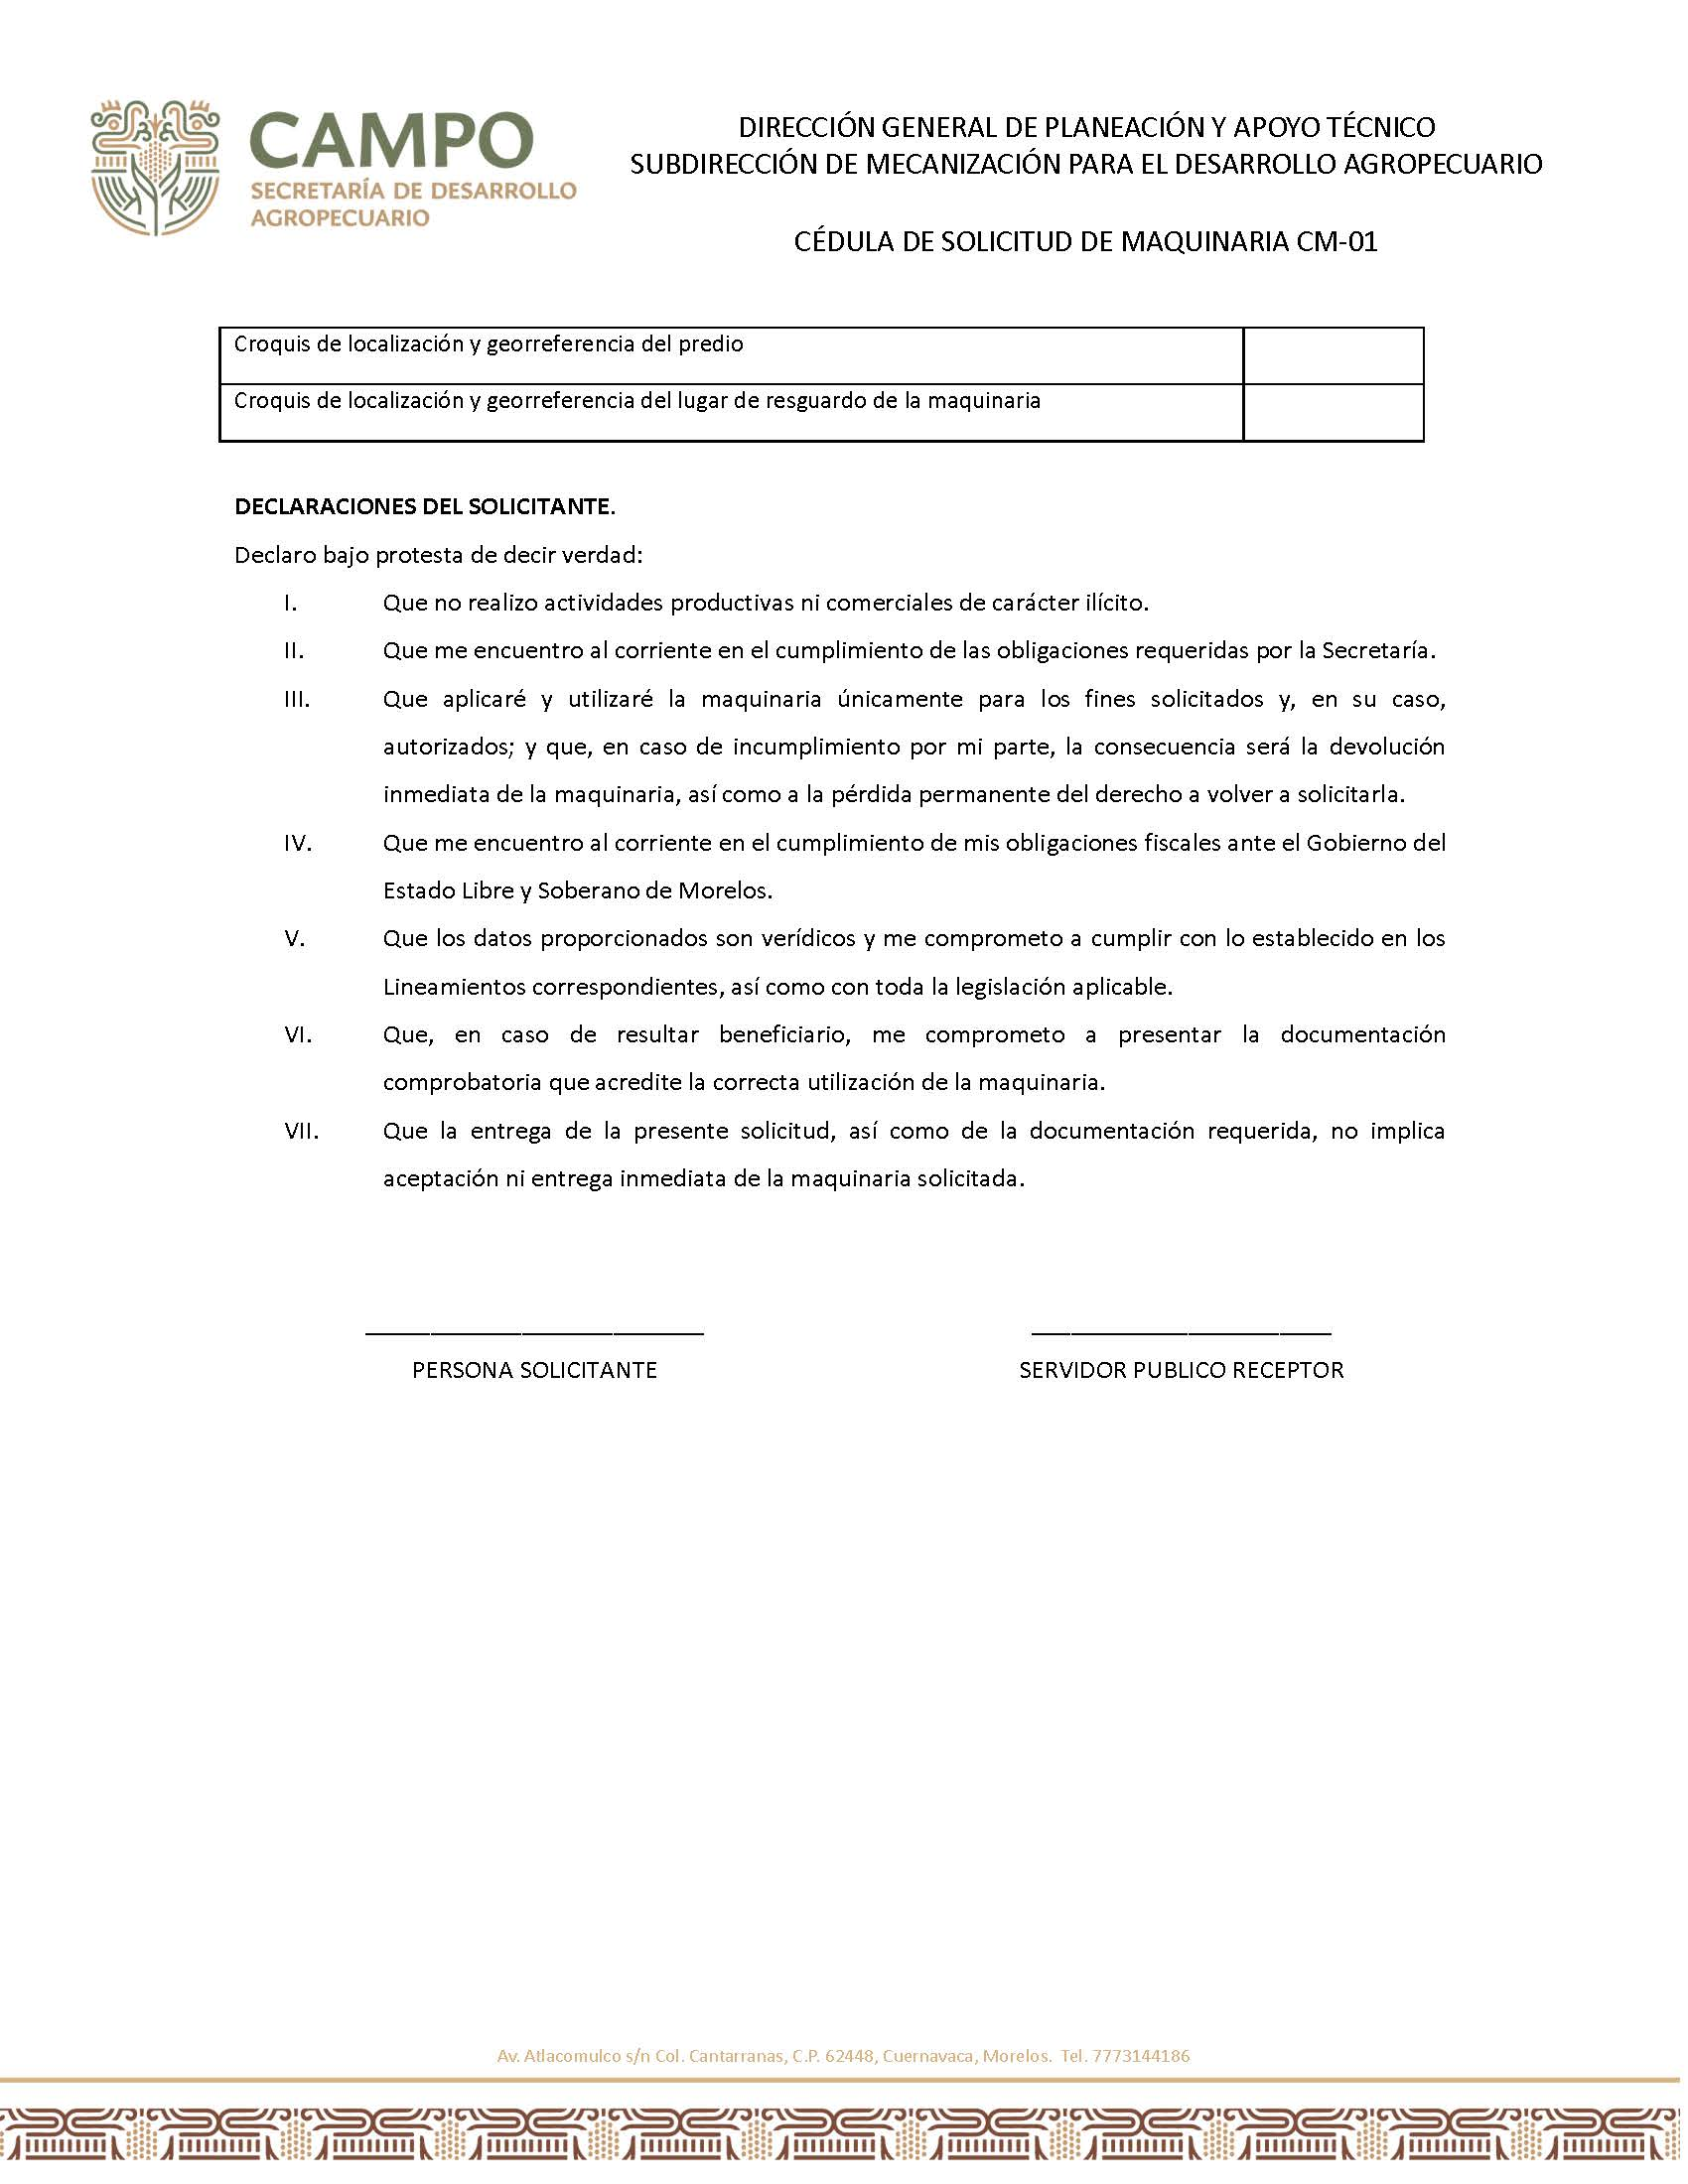 CAMPO
SECRETARÍA DE DESARROLLO
AGROPECUARIO
DIRECCIÓN GENERAL DE PLANEACIÓN Y APOYO TÉCNICO
SUBDIRECCIÓN DE MECANIZACIÓN PARA EL DESARROLLO AGROPECUARIO
CÉDULA DE SOLICITUD DE MAQUINARIA CM-01
Croquis de localización y georreferencia del predio
Croquis de localización y georreferencia del lugar de resguardo de la maquinaria
DECLARACIONES DEL SOLICITANTE.
Declaro bajo protesta de decir verdad:
I. Que no realizo actividades productivas ni comerciales de carácter ilícito.
II. Que me encuentro al corriente en el cumplimiento de las obligaciones requeridas por la Secretaría.
III. Que aplicaré y utilizaré la maquinaria únicamente para los fines solicitados y, en su caso,
autorizados; y que, en caso de incumplimiento por mi parte, la consecuencia será la devolución
inmediata de la maquinaria, así como a la pérdida permanente del derecho a volver a solicitarla.
IV. Que me encuentro al corriente en el cumplimiento de mis obligaciones fiscales ante el Gobierno del
Estado Libre y Soberano de Morelos.
V. Que los datos proporcionados son verídicos y me comprometo a cumplir con lo establecido en los
Lineamientos correspondientes, así como con toda la legislación aplicable.
VI. Que, en caso de resultar beneficiario, me comprometo a presentar la documentación
comprobatoria que acredite la correcta utilización de la maquinaria.
VII. Que la entrega de la presente solicitud, así como de la documentación requerida, no implica
aceptación ni entrega inmediata de la maquinaria solicitada.
PERSONA SOLICITANTE
SERVIDOR PUBLICO RECEPTOR
Av. Atlacomulco s/n Col. Cantarranas, C.P. 62448, Cuernavaca, Morelos. Tel. 7773144186